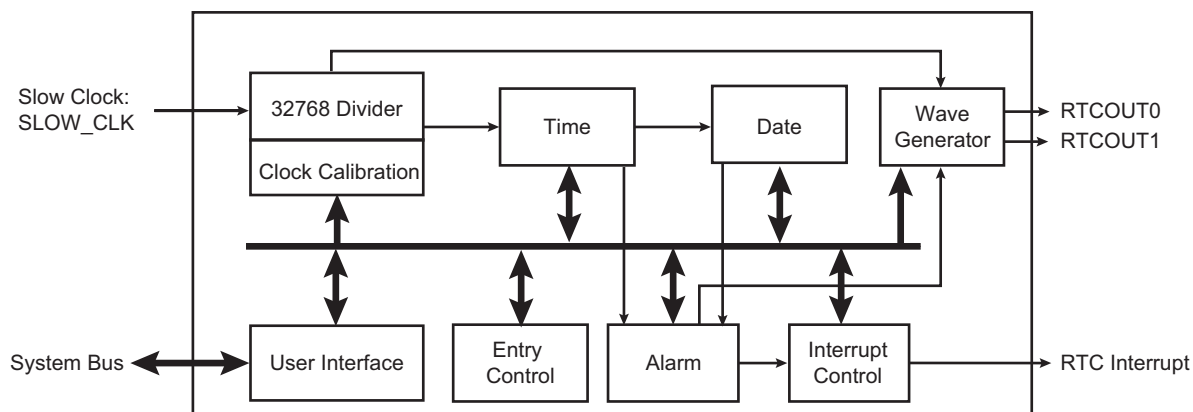 Slow Clock:
SLOW_CLK
32768 Divider
Clock Calibration
Time
Date
Wave
Generator
RTCOUT0
RTCOUT1
System Bus
User Interface
Entry
Control
Alarm
Interrupt
Control
RTC Interrupt